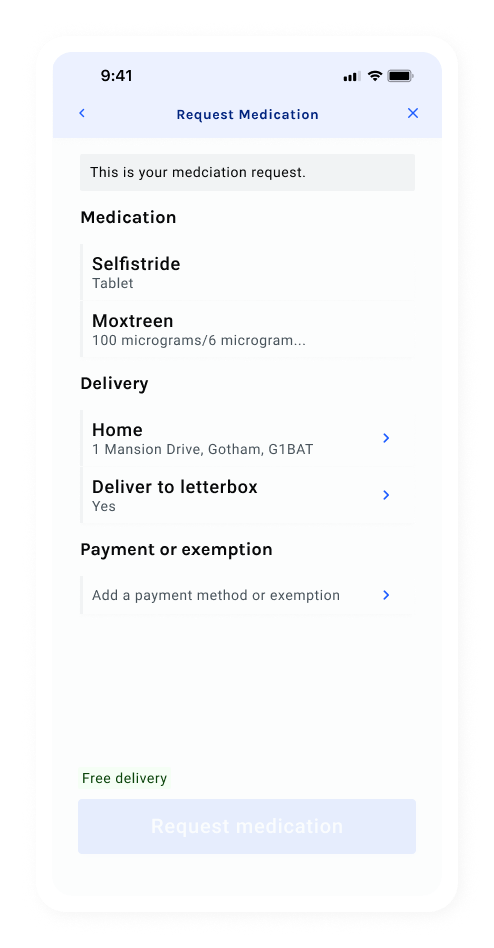 9:41
Request Medication
This is your medciation request.
Medication
Selfistride
Tablet
Moxtreen
100 micrograms/6 microgram...
Delivery
Home
1 Mansion Drive, Gotham, G1BAT
Deliver to letterbox
Yes
Payment or exemption
Add a payment method or exemption
Free delivery
Request medication